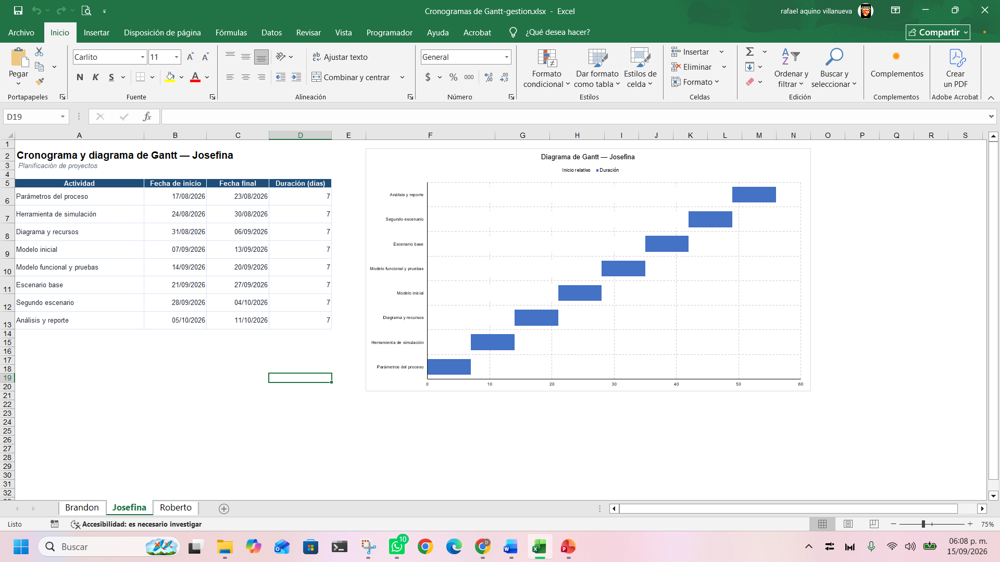 Cronogramas de Gantt-gestion.xlsx - Excel
rafael aquino villanueva
Archivo
Inicio
Insertar
Disposición de página
Fórmulas
Datos
Revisar
Vista
Programador
Ayuda
Acrobat
¿Qué desea hacer?
Compartir
Pegar
Portapapeles
Carlito
11
N K S
Fuente
Ajustar texto
Combinar y centrar
Alineación
General
$ % 000
Número
Formato condicional
Dar formato como tabla
Estilos de celda
Estilos
Insertar
Eliminar
Formato
Celdas
Ordenar y filtrar
Buscar y seleccionar
Edición
Complementos
Complementos
Crear un PDF
Adobe Acrobat
D19
fx
A B C D E F G H I J K L M N O P Q R S
1
2 Cronograma y diagrama de Gantt — Josefina
3 Planificación de proyectos
4
5 Actividad Fecha de inicio Fecha final Duración (días)
6 Parámetros del proceso 17/08/2026 23/08/2026 7
7 Herramienta de simulación 24/08/2026 30/08/2026 7
8 Diagrama y recursos 31/08/2026 06/09/2026 7
9 Modelo inicial 07/09/2026 13/09/2026 7
10 Modelo funcional y pruebas 14/09/2026 20/09/2026 7
11 Escenario base 21/09/2026 27/09/2026 7
12 Segundo escenario 28/09/2026 04/10/2026 7
13 Análisis y reporte 05/10/2026 11/10/2026 7
14
15
16
17
18
19
20
21
22
23
24
25
26
27
28
29
30
31
32
Diagrama de Gantt — Josefina
Inicio relativo Duración
Análisis y reporte
Segundo escenario
Escenario base
Modelo funcional y pruebas
Modelo inicial
Diagrama y recursos
Herramienta de simulación
Parámetros del proceso
0 10 20 30 40 50 60
Brandon Josefina Roberto
Listo
Accesibilidad: es necesario investigar
75%
Buscar
10
06:08 p. m.
15/09/2026